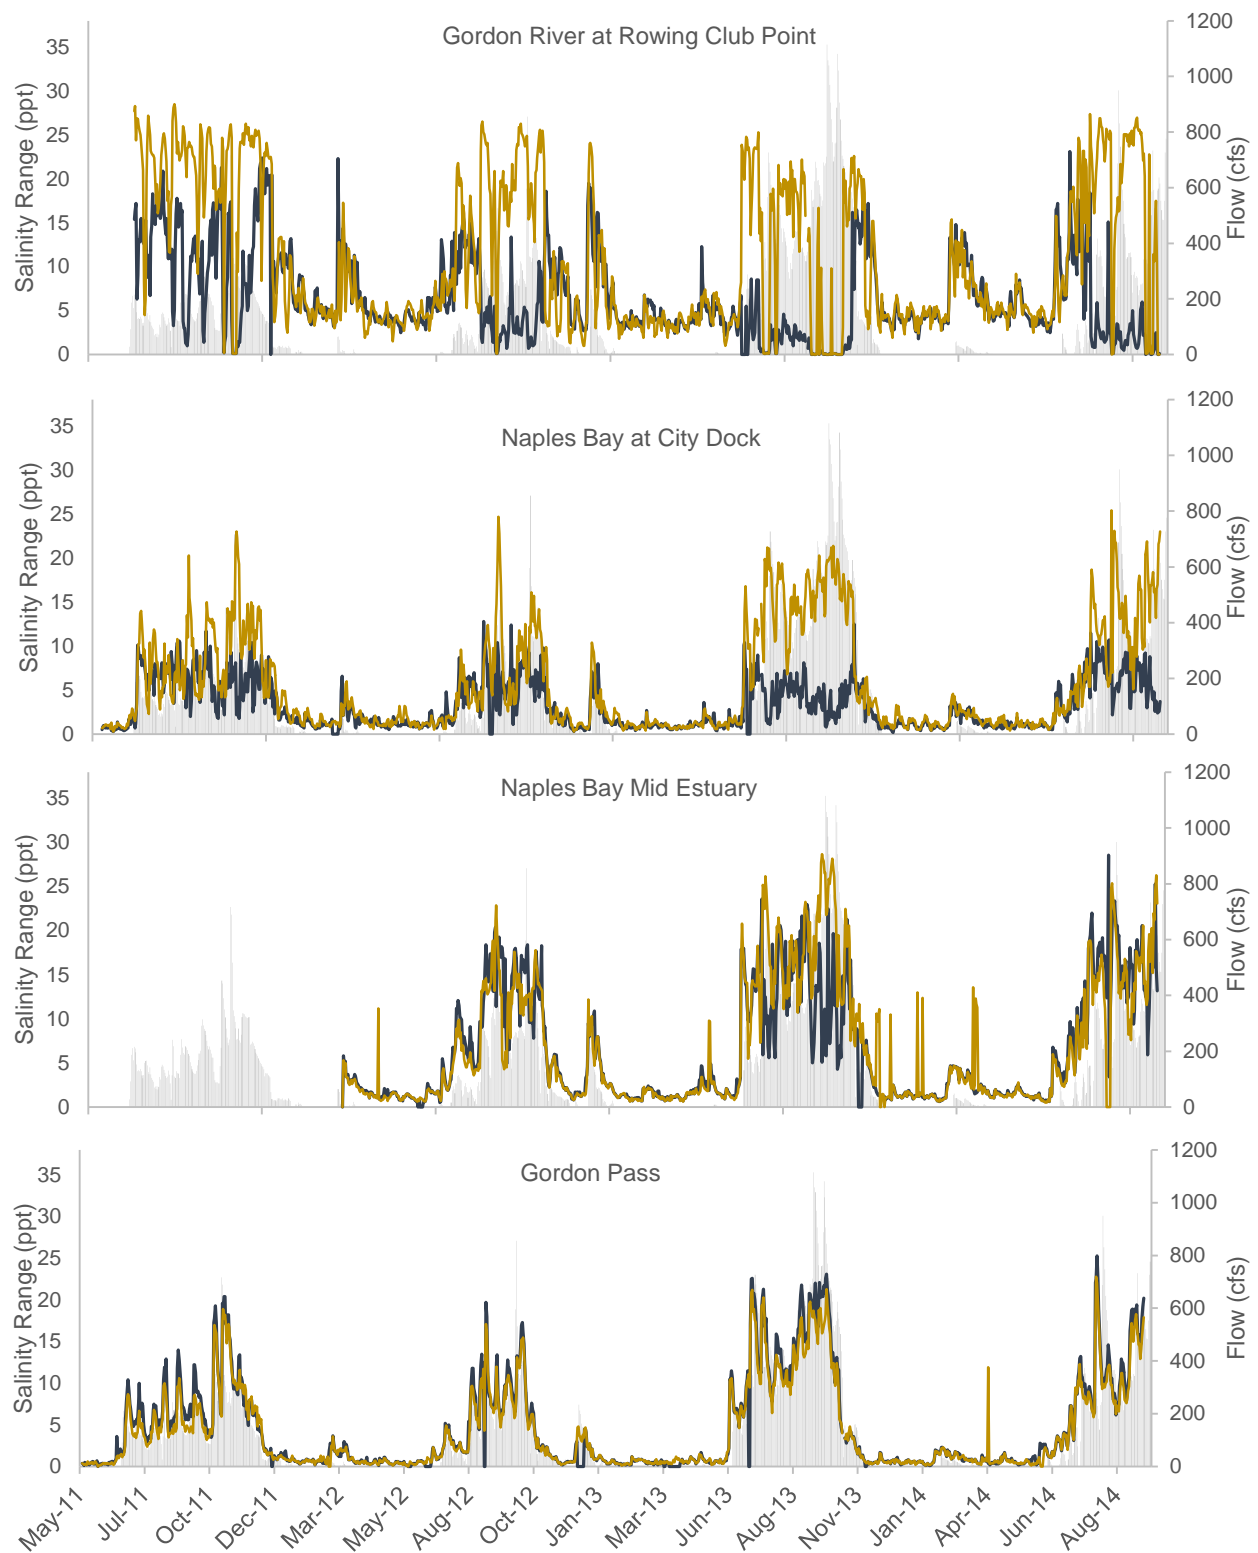 Gordon River at Rowing Club Point
Salinity Range (ppt)
35
30
25
20
15
10
5
0
1200
1000
800
600
400
200
0
Flow (cfs)
Naples Bay at City Dock
Salinity Range (ppt)
35
30
25
20
15
10
5
0
1200
1000
800
600
400
200
0
Flow (cfs)
Naples Bay Mid Estuary
Salinity Range (ppt)
35
30
25
20
15
10
5
0
1200
1000
800
600
400
200
0
Flow (cfs)
Gordon Pass
Salinity Range (ppt)
35
30
25
20
15
10
5
0
1200
1000
800
600
400
200
0
Flow (cfs)
May-11
Jul-11
Oct-11
Dec-11
Mar-12
May-12
Aug-12
Oct-12
Jan-13
Mar-13
Jun-13
Aug-13
Nov-13
Jan-14
Apr-14
Jun-14
Aug-14